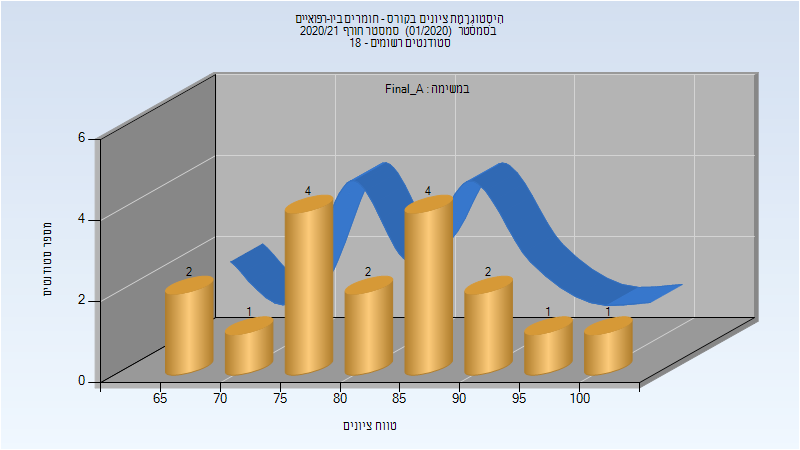 היסטוגרמת ציונים בקורס - חומרים ביו-רפואיים
בסמסטר (01/2020) סמסטר חורף 2020/21
סטודנטים רשומים - 18
במשימה : Final_A
6
4
2
0
מספר סטודנטים
2
1
4
2
4
2
1
1
65 70 75 80 85 90 95 100
טווח ציונים